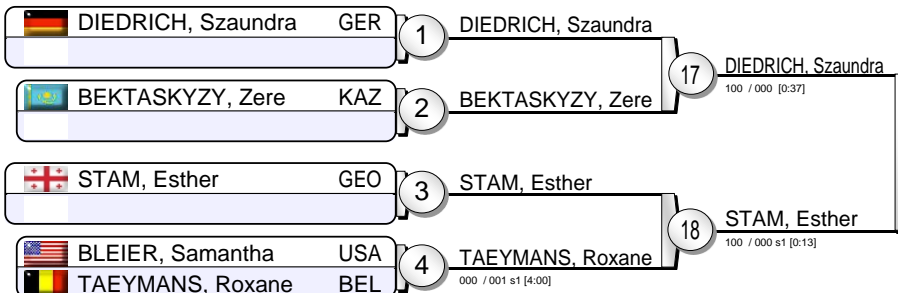 DIEDRICH, Szaundra GER
1
DIEDRICH, Szaundra
17
DIEDRICH, Szaundra
100 / 000 [0:37]
BEKTASKYZY, Zere KAZ
2
BEKTASKYZY, Zere
STAM, Esther GEO
3
STAM, Esther
18
STAM, Esther
100 / 000 s1 [0:13]
BLEIER, Samantha USA
TAEYMANS, Roxane BEL
4
TAEYMANS, Roxane
000 / 001 s1 [4:00]